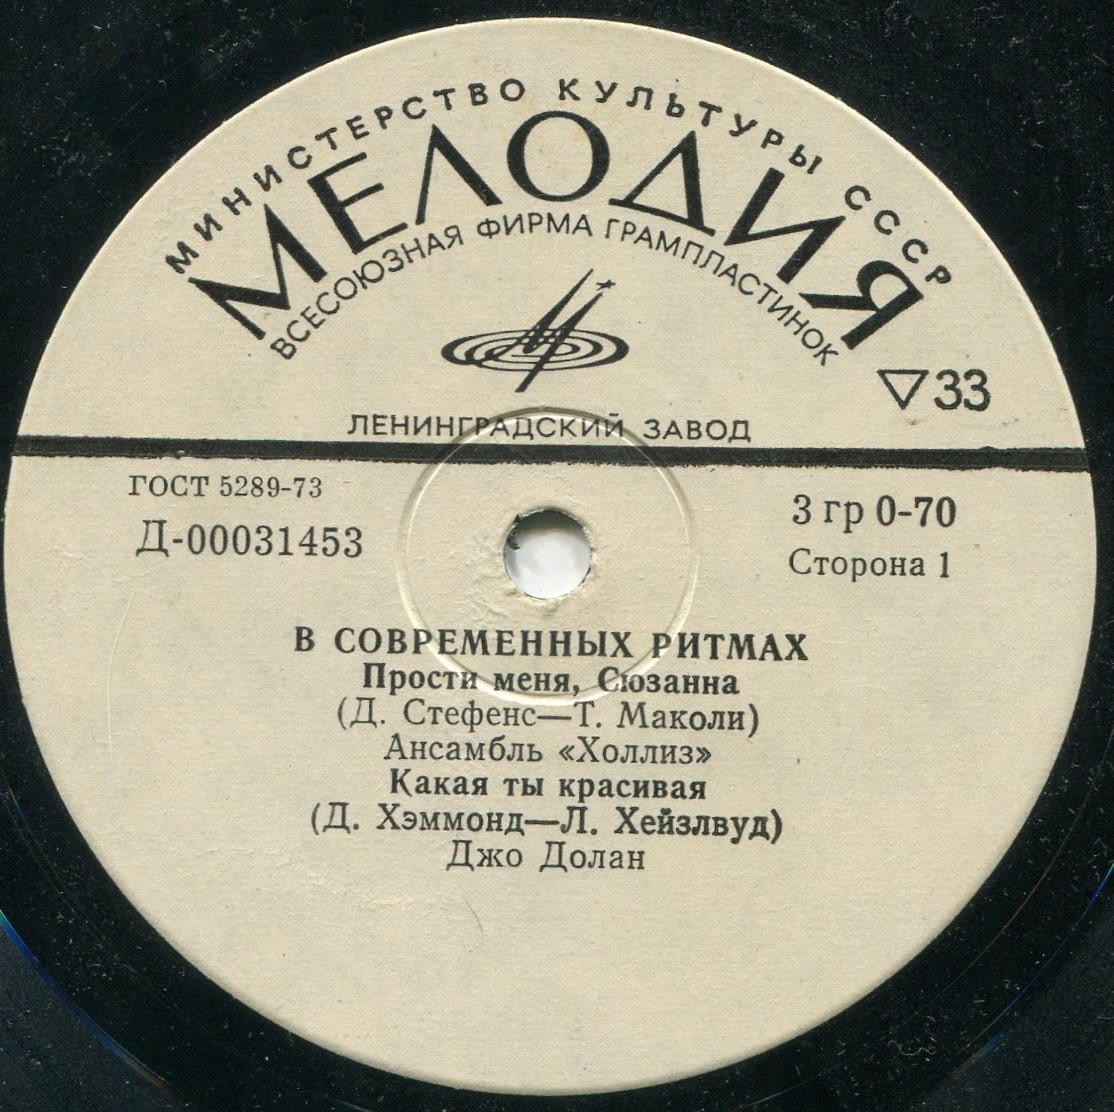 МИНИСТЕРСТВО КУЛЬТУРЫ СССР
МЕЛОДИЯ
ВСЕСОЮЗНАЯ ФИРМА ГРАМПЛАСТИНОК
▽33
ЛЕНИНГРАДСКИЙ ЗАВОД
ГОСТ 5289-73
Д-00031453
3 гр 0-70
Сторона 1
В СОВРЕМЕННЫХ РИТМАХ
Прости меня, Сюзанна
(Д. Стефенс—Т. Маколи)
Ансамбль «Холлиз»
Какая ты красивая
(Д. Хэммонд—Л. Хейзлвуд)
Джо Долан